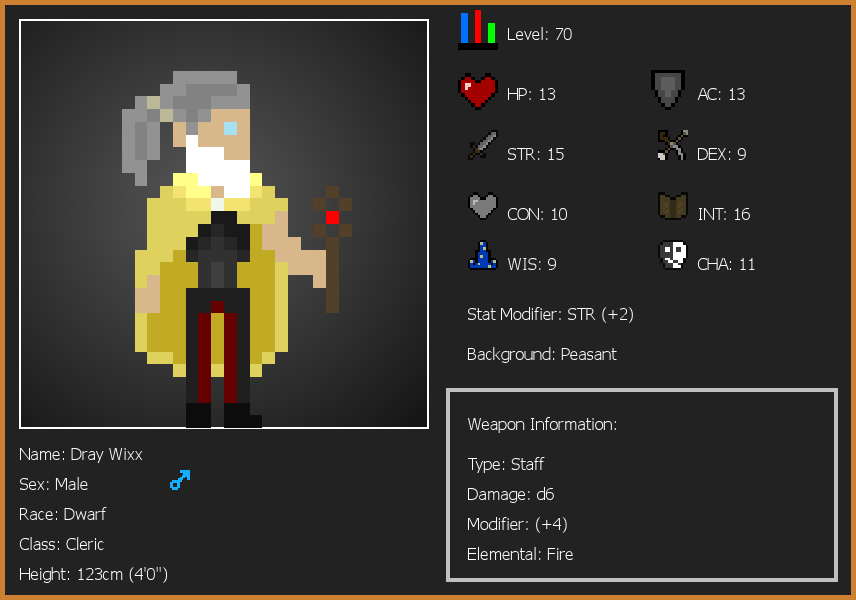 Level: 70
HP: 13
AC: 13
STR: 15
DEX: 9
CON: 10
INT: 16
WIS: 9
CHA: 11
Stat Modifier: STR (+2)
Background: Peasant
Weapon Information:
Type: Staff
Damage: d6
Modifier: (+4)
Elemental: Fire
Name: Dray Wixx
Sex: Male
Race: Dwarf
Class: Cleric
Height: 123cm (4'0")